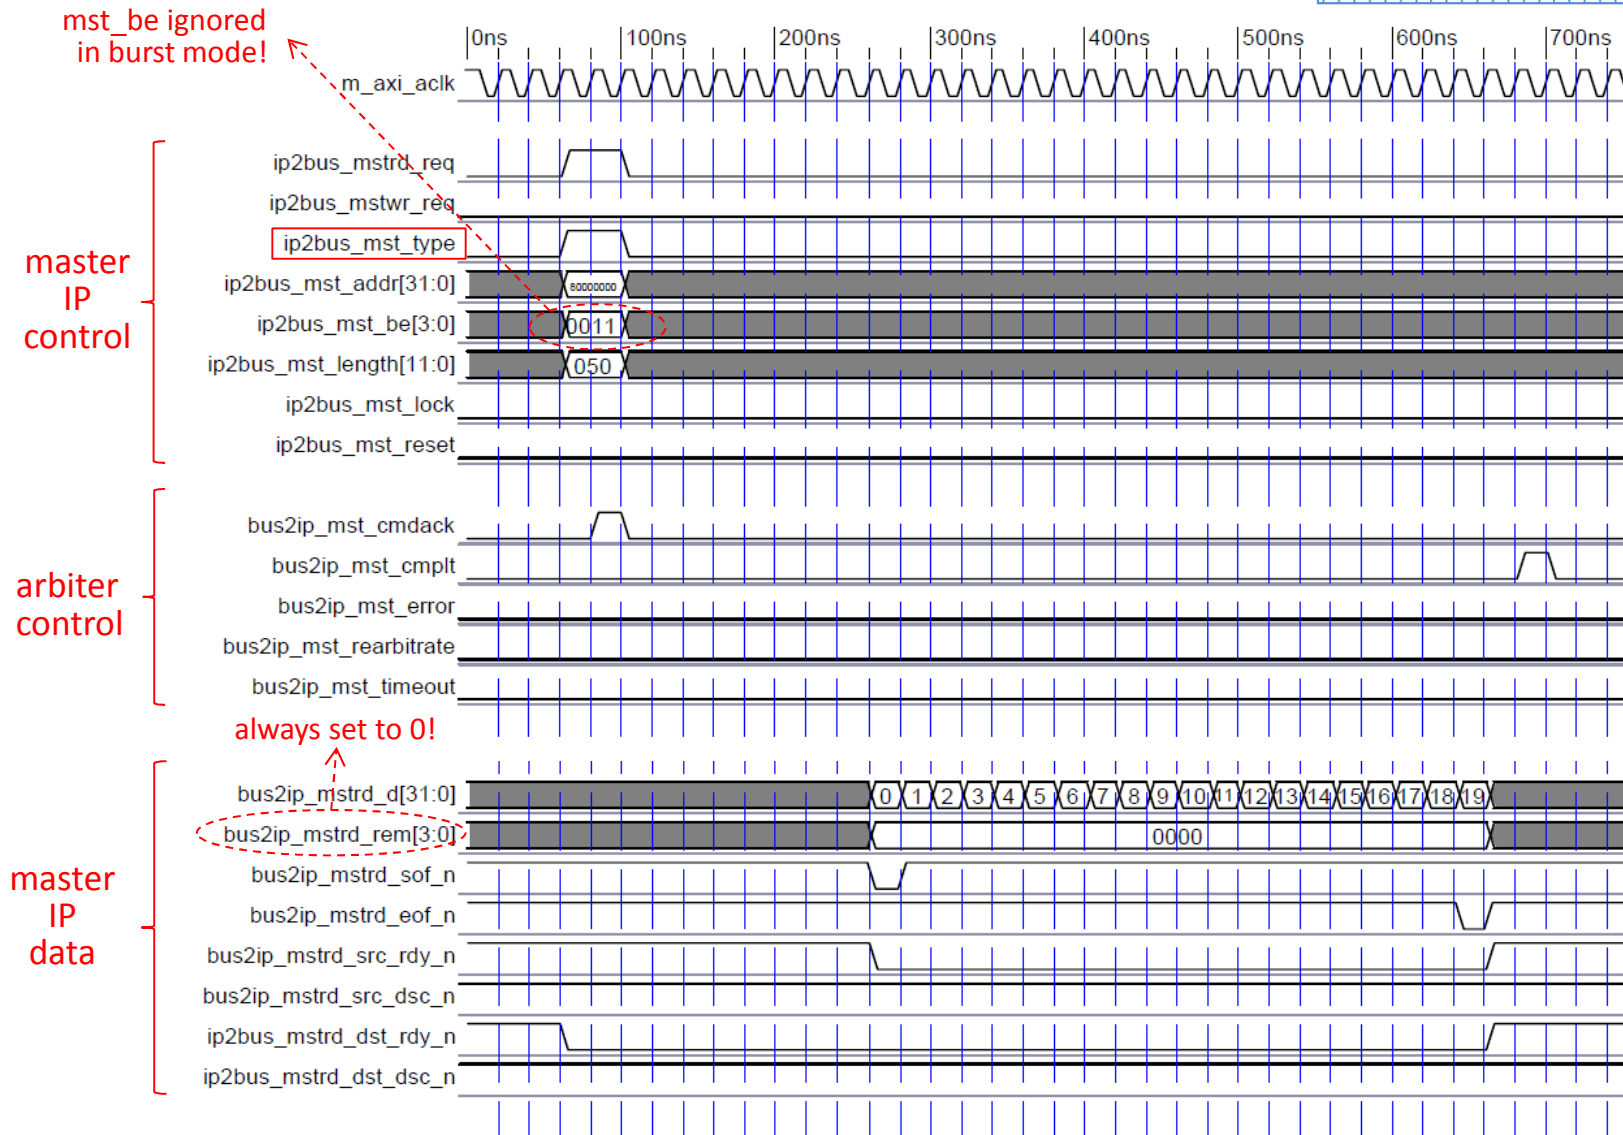 mst_be ignored
in burst mode!
0ns 100ns 200ns 300ns 400ns 500ns 600ns 700ns
m_axi_aclk
master
IP
control
ip2bus_mstrd_req
ip2bus_mstwr_req
ip2bus_mst_type
ip2bus_mst_addr[31:0] 80000000
ip2bus_mst_be[3:0] 0011
ip2bus_mst_length[11:0] 050
ip2bus_mst_lock
ip2bus_mst_reset
arbiter
control
bus2ip_mst_cmdack
bus2ip_mst_cmplt
bus2ip_mst_error
bus2ip_mst_rearbitrate
bus2ip_mst_timeout
always set to 0!
master
IP
data
bus2ip_mstrd_d[31:0] 0 1 2 3 4 5 6 7 8 9 10 11 12 13 14 15 16 17 18 19
bus2ip_mstrd_rem[3:0] 0000
bus2ip_mstrd_sof_n
bus2ip_mstrd_eof_n
bus2ip_mstrd_src_rdy_n
bus2ip_mstrd_src_dsc_n
ip2bus_mstrd_dst_rdy_n
ip2bus_mstrd_dst_dsc_n